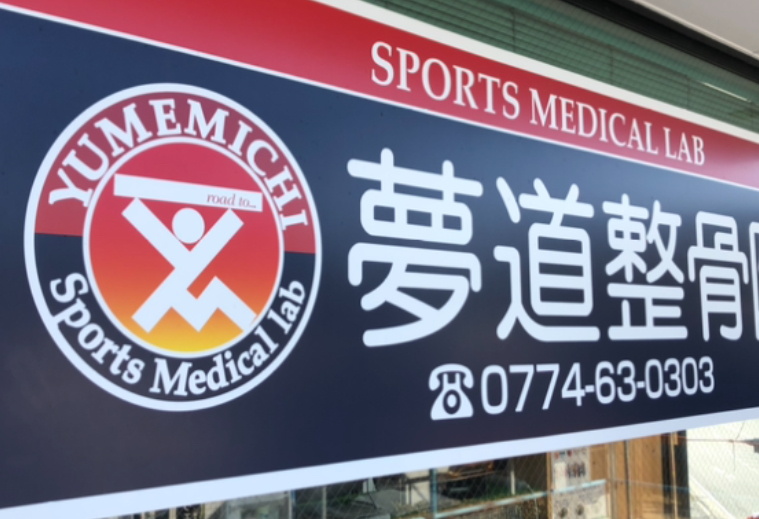 SPORTS MEDICAL LAB
YUMEMICHI
road to...
Sports Medical lab
夢道整骨
☎0774-63-0303